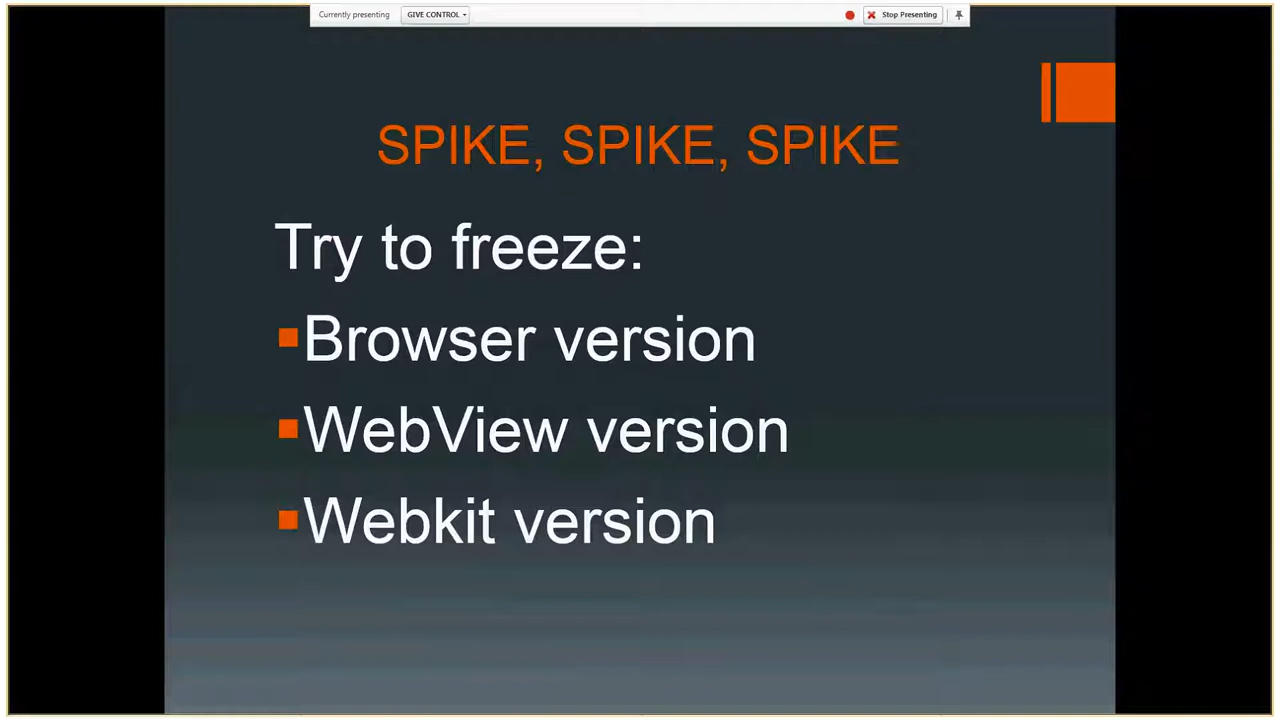 Currently presenting GIVE CONTROL Stop Presenting
SPIKE, SPIKE, SPIKE
Try to freeze:
Browser version
WebView version
Webkit version